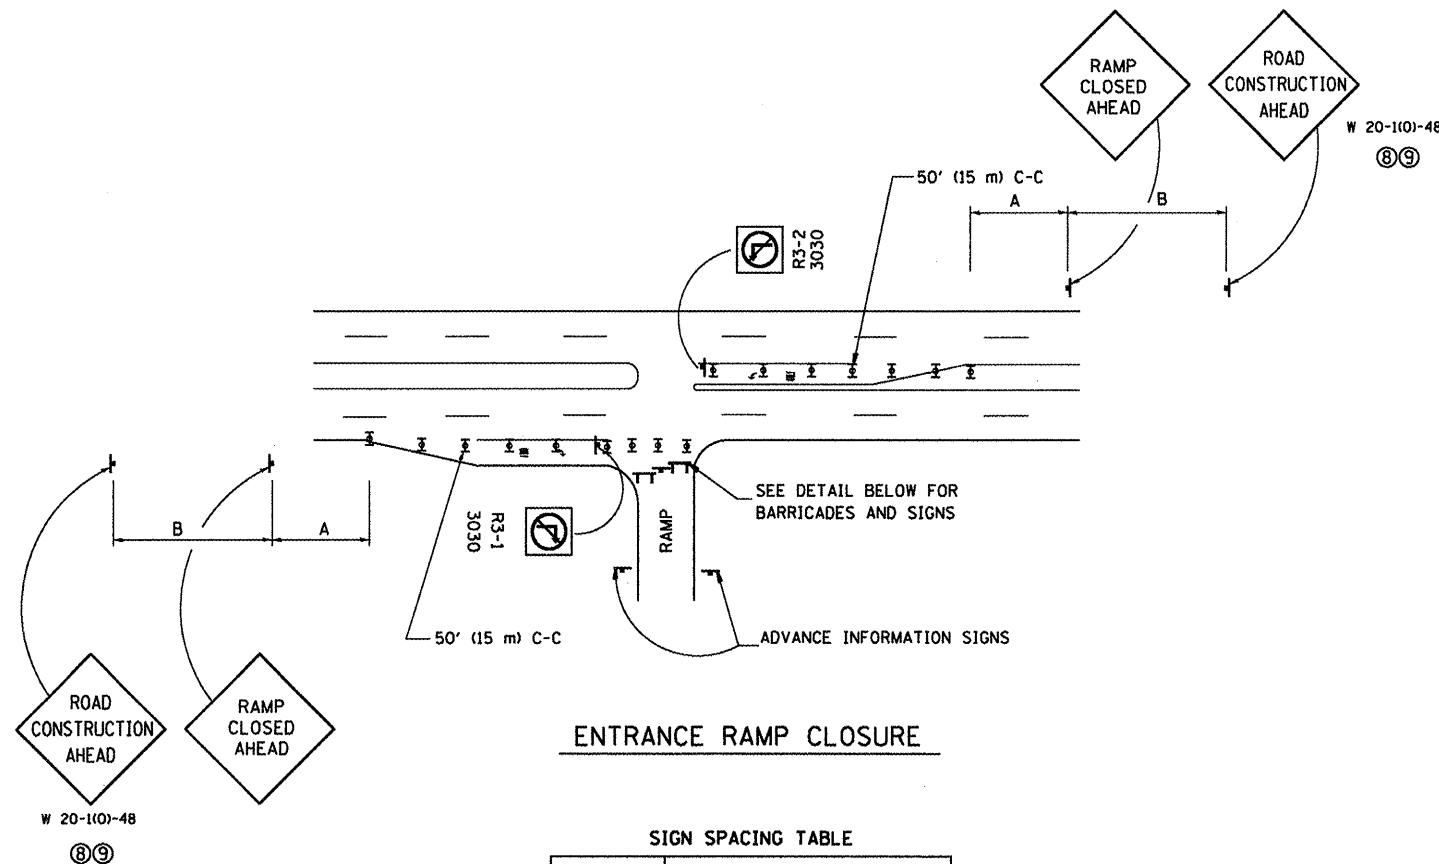 RAMP
CLOSED
AHEAD
ROAD
CONSTRUCTION
AHEAD
W 20-1(O)-48
⑧⑨
50' (15 m) C-C
A
B
R3-2
3030
SEE DETAIL BELOW FOR
BARRICADES AND SIGNS
RAMP
R3-1
3030
B
A
50' (15 m) C-C
ADVANCE INFORMATION SIGNS
ROAD
CONSTRUCTION
AHEAD
RAMP
CLOSED
AHEAD
W 20-1(O)-48
⑧⑨
ENTRANCE RAMP CLOSURE
SIGN SPACING TABLE